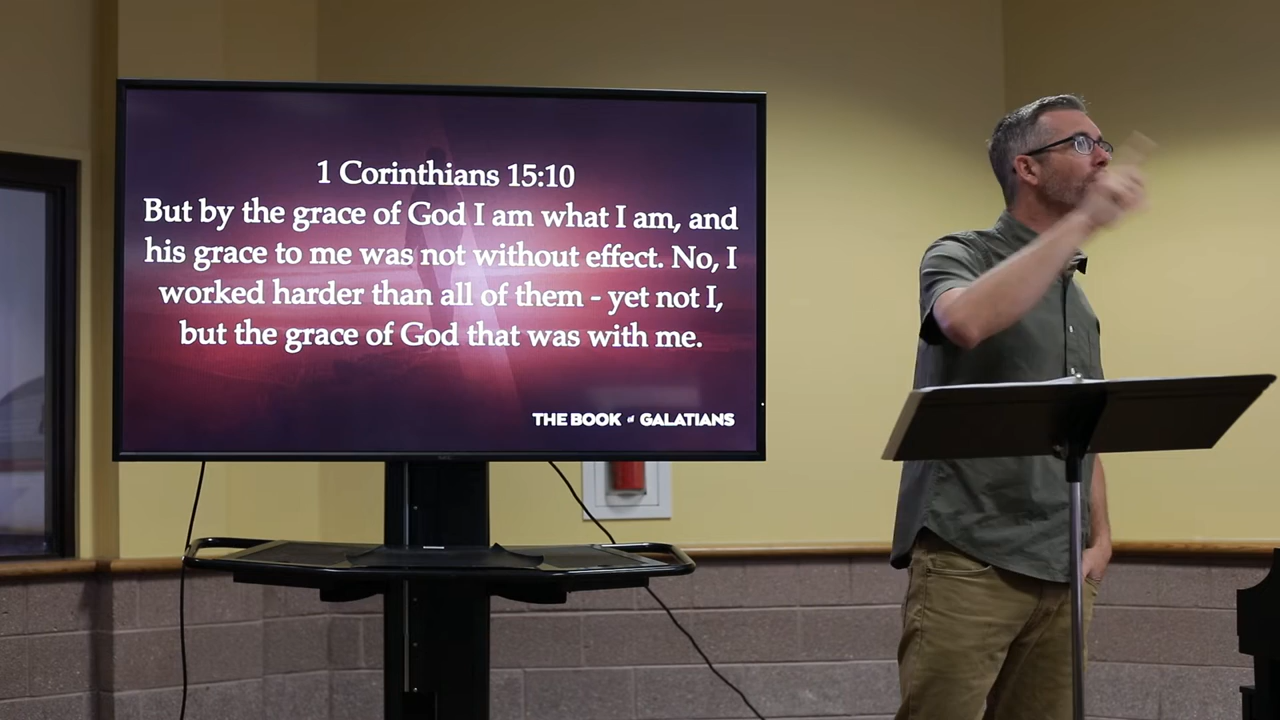 1 Corinthians 15:10
But by the grace of God I am what I am, and
his grace to me was not without effect. No, I
worked harder than all of them - yet not I,
but the grace of God that was with me.
THE BOOK of GALATIANS